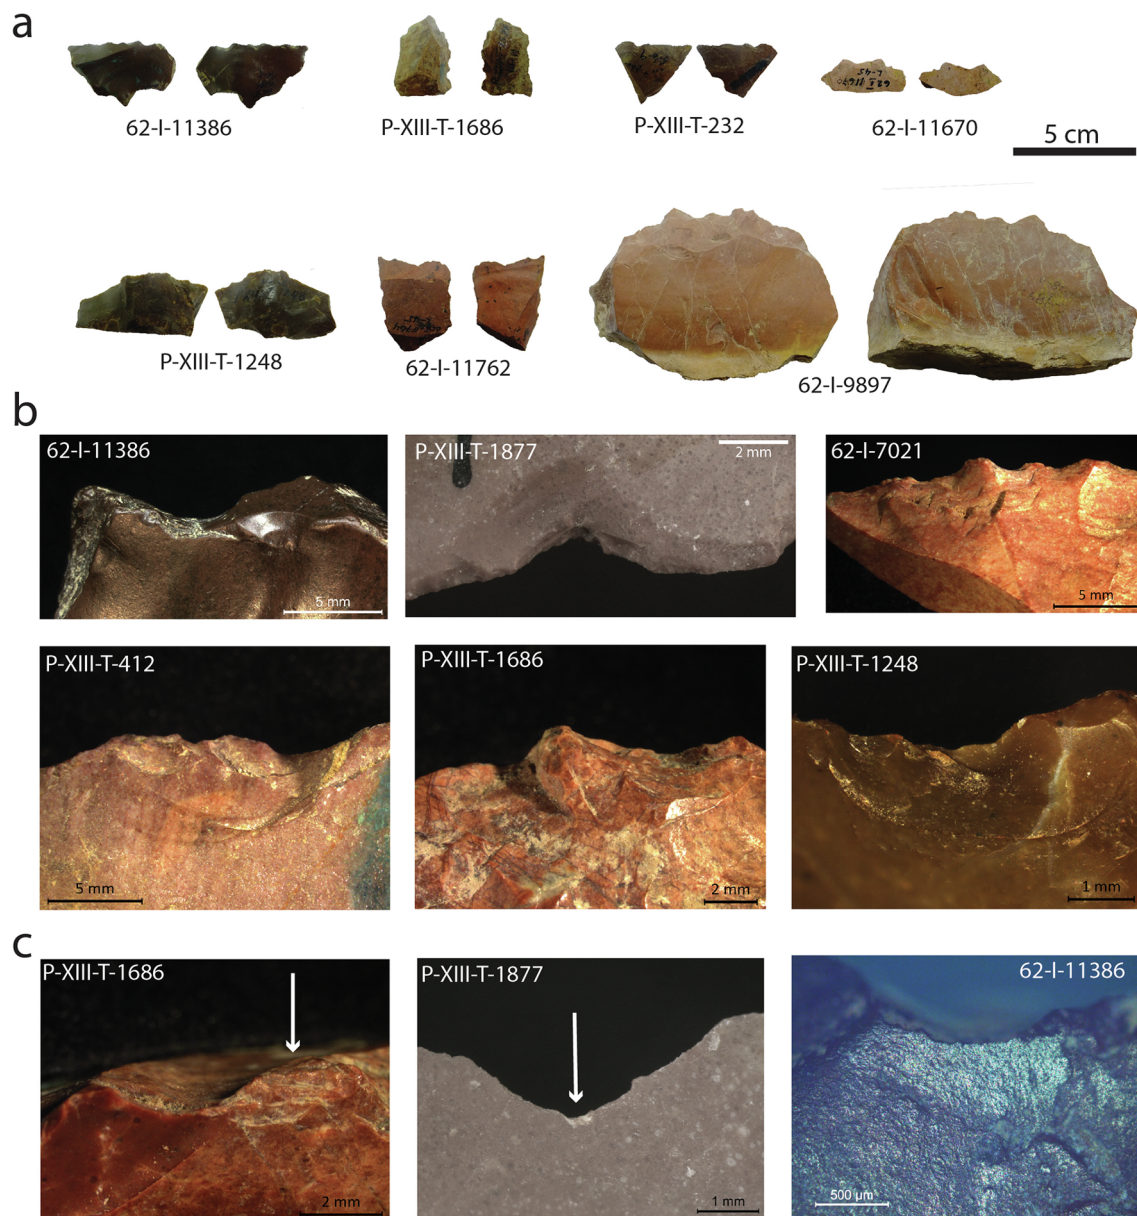 a
62-I-11386
P-XIII-T-1686
P-XIII-T-232
62-I-11670
5 cm
P-XIII-T-1248
62-I-11762
62-I-9897
b
62-I-11386
5 mm
P-XIII-T-1877
2 mm
62-I-7021
5 mm
P-XIII-T-412
5 mm
P-XIII-T-1686
2 mm
P-XIII-T-1248
1 mm
c
P-XIII-T-1686
2 mm
P-XIII-T-1877
1 mm
62-I-11386
500 µm